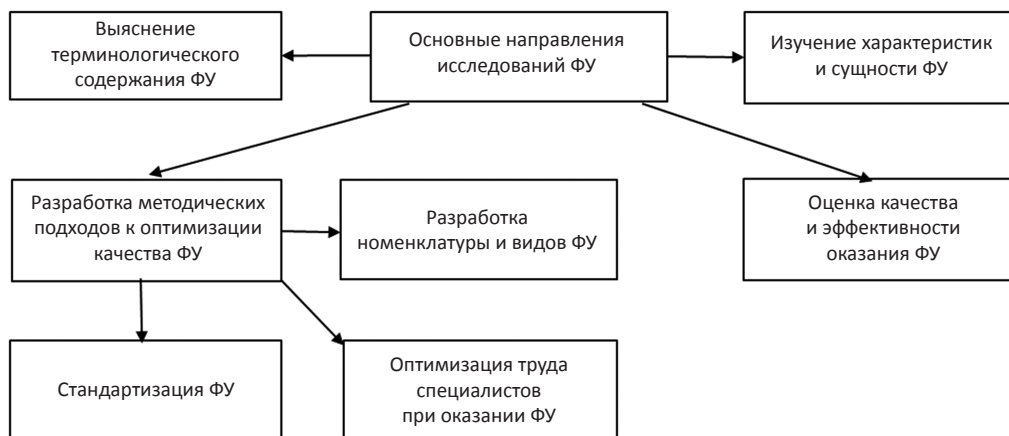 Выяснение
терминологического
содержания ФУ
Основные направления
исследований ФУ
Изучение характеристик
и сущности ФУ
Разработка методических
подходов к оптимизации
качества ФУ
Разработка
номенклатуры и видов ФУ
Оценка качества
и эффективности
оказания ФУ
Стандартизация ФУ
Оптимизация труда
специалистов
при оказании ФУ